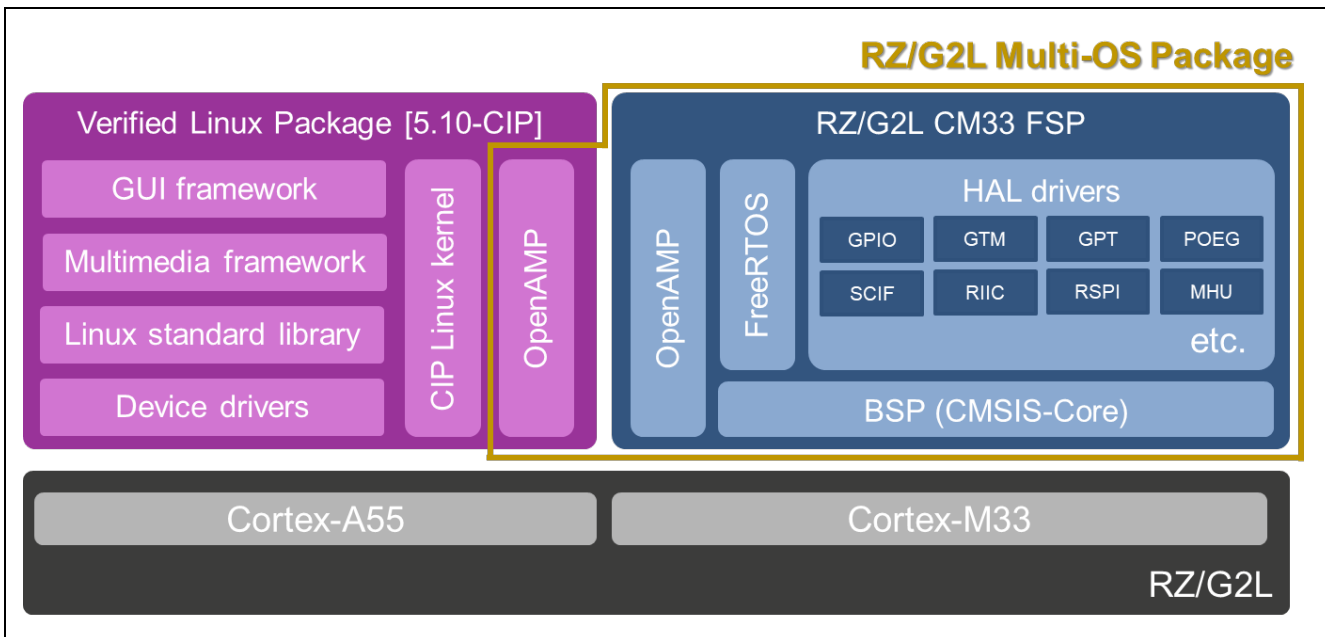 RZ/G2L Multi-OS Package
Verified Linux Package [5.10-CIP]
GUI framework
Multimedia framework
Linux standard library
Device drivers
CIP Linux kernel
OpenAMP
RZ/G2L CM33 FSP
OpenAMP
FreeRTOS
HAL drivers
GPIO GTM GPT POEG
SCIF RIIC RSPI MHU
etc.
BSP (CMSIS-Core)
Cortex-A55
Cortex-M33
RZ/G2L